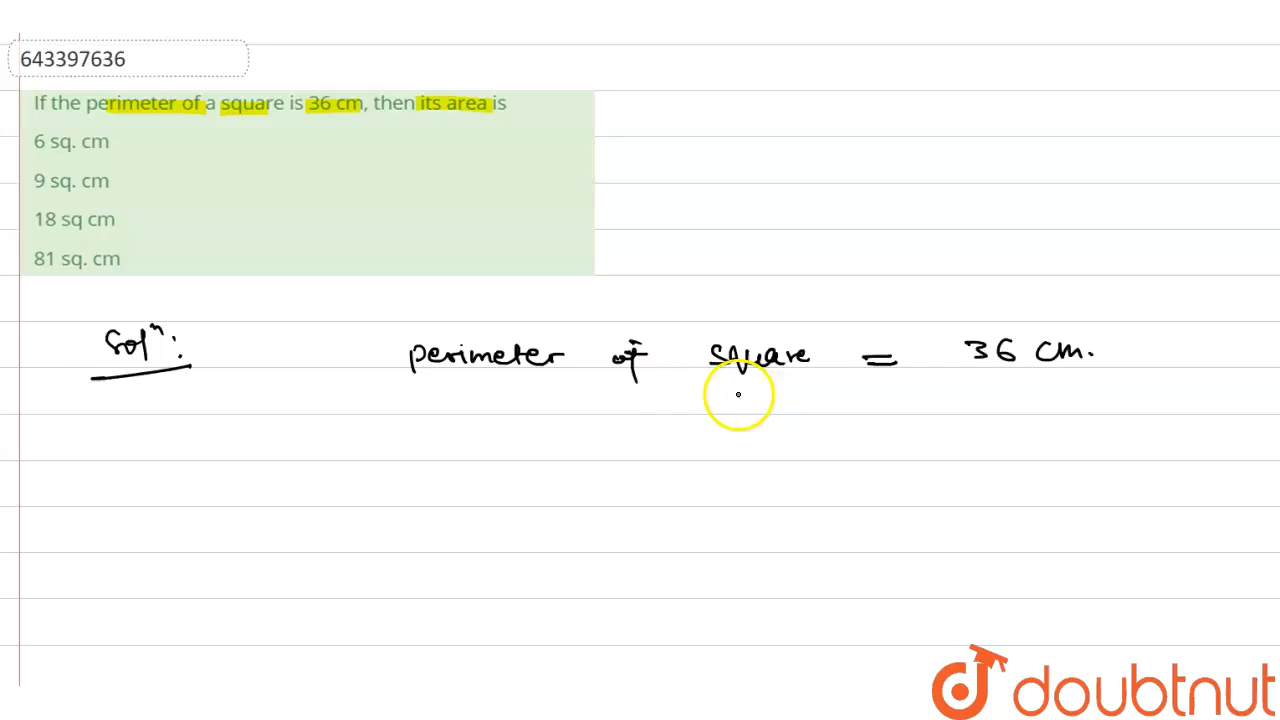 643397636
If the perimeter of a square is 36 cm, then its area is
6 sq. cm
9 sq. cm
18 sq cm
81 sq. cm
Solⁿ: perimeter of square = 36 cm.
doubtnut